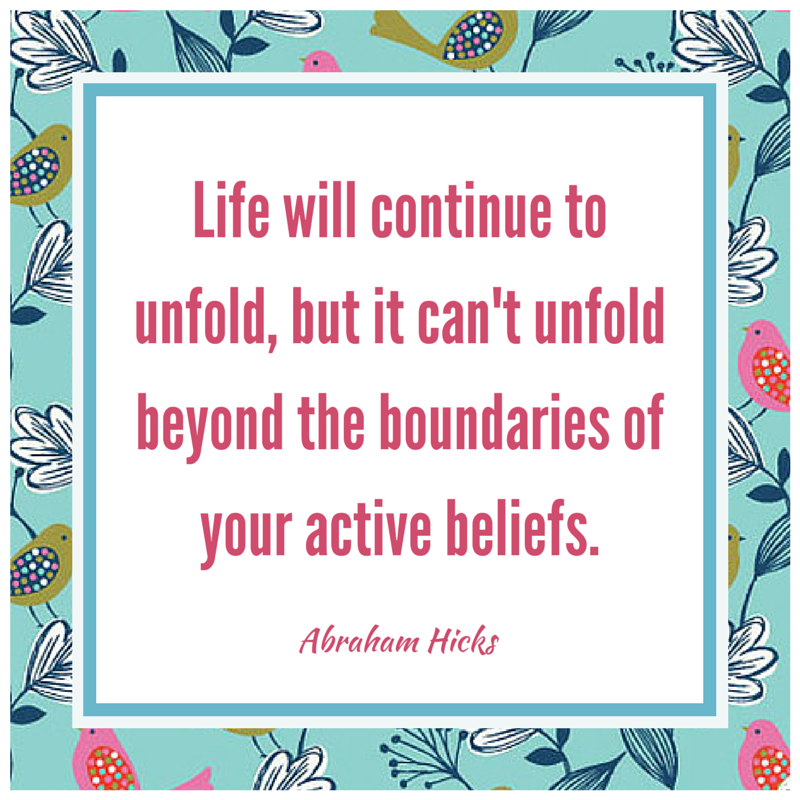 Life will continue to
unfold, but it can't unfold
beyond the boundaries of
your active beliefs.
Abraham Hicks